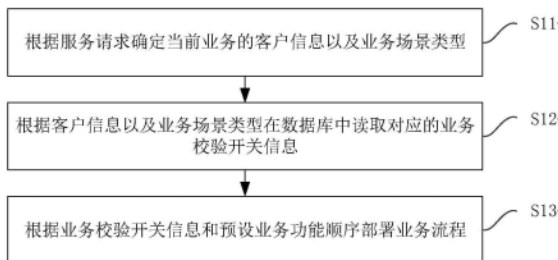 根据服务请求确定当前业务的客户信息以及业务场景类型
S11
根据客户信息以及业务场景类型在数据库中读取对应的业务
校验开关信息
S12
根据业务校验开关信息和预设业务功能顺序部署业务流程
S13